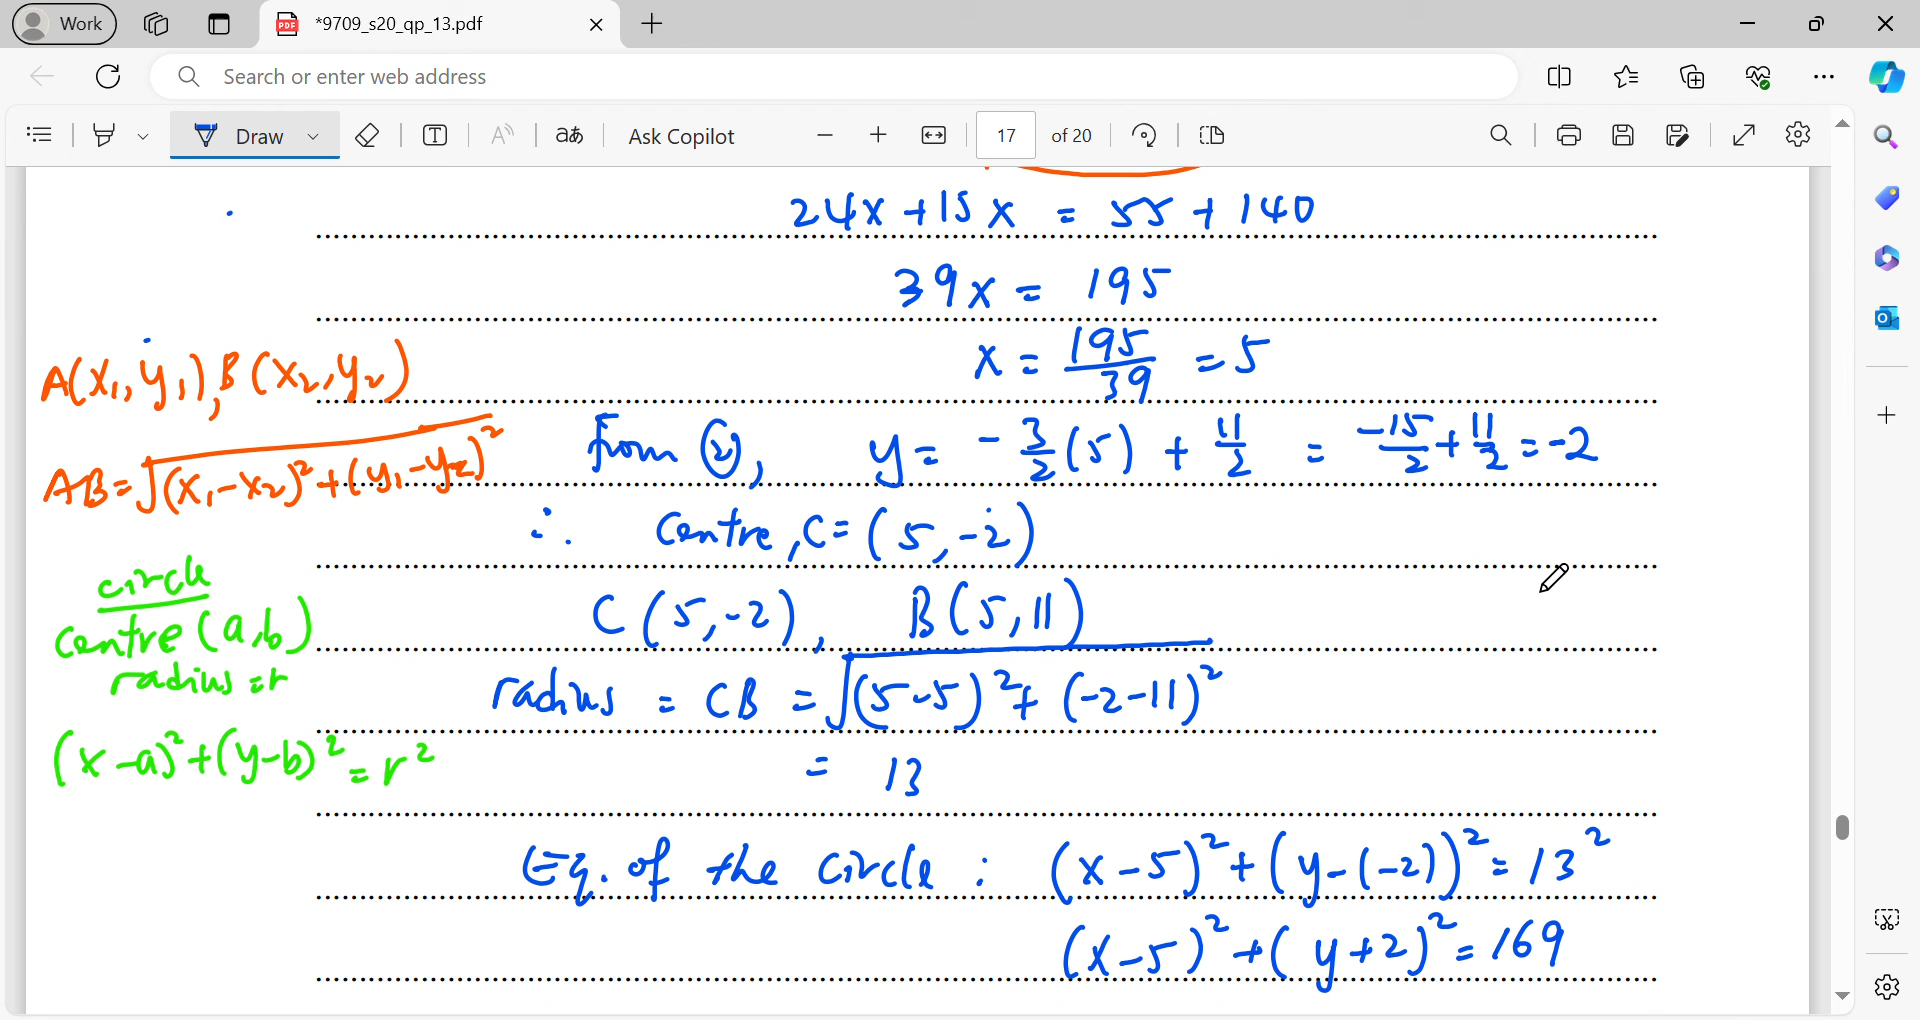 Work
*9709_s20_qp_13.pdf
Search or enter web address
Draw
aあ
Ask Copilot
17 of 20
24x + 15x = 55 + 140
39x = 195
x = 195/39 = 5
A(x₁, y₁), B(x₂, y₂)
AB = √(x₁-x₂)² + (y₁-y₂)²
from ②, y = -3/2(5) + 11/2 = -15/2 + 11/2 = -2
∴ Centre, C = (5, -2)
circle
Centre (a,b)
radius = r
(x-a)² + (y-b)² = r²
C (5, -2), B (5, 11)
radius = CB = √(5-5)² + (-2-11)²
= 13
Eq. of the circle : (x-5)² + (y-(-2))² = 13²
(x-5)² + (y+2)² = 169